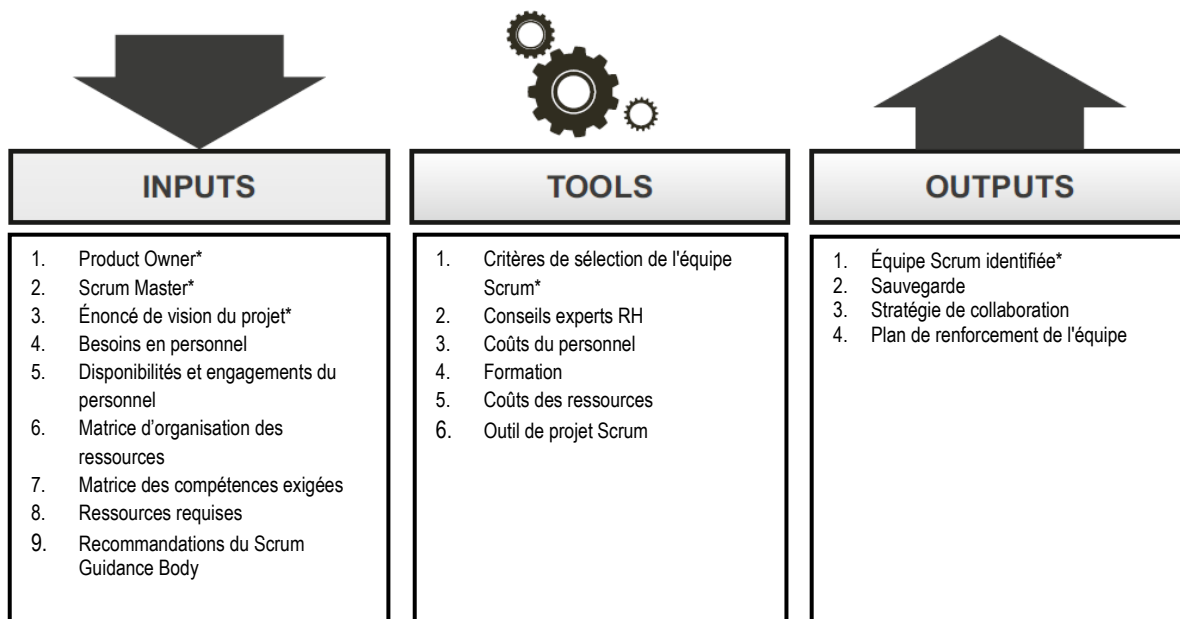 INPUTS
1. Product Owner*
2. Scrum Master*
3. Énoncé de vision du projet*
4. Besoins en personnel
5. Disponibilités et engagements du
personnel
6. Matrice d’organisation des
ressources
7. Matrice des compétences exigées
8. Ressources requises
9. Recommandations du Scrum
Guidance Body
TOOLS
1. Critères de sélection de l'équipe
Scrum*
2. Conseils experts RH
3. Coûts du personnel
4. Formation
5. Coûts des ressources
6. Outil de projet Scrum
OUTPUTS
1. Équipe Scrum identifiée*
2. Sauvegarde
3. Stratégie de collaboration
4. Plan de renforcement de l'équipe